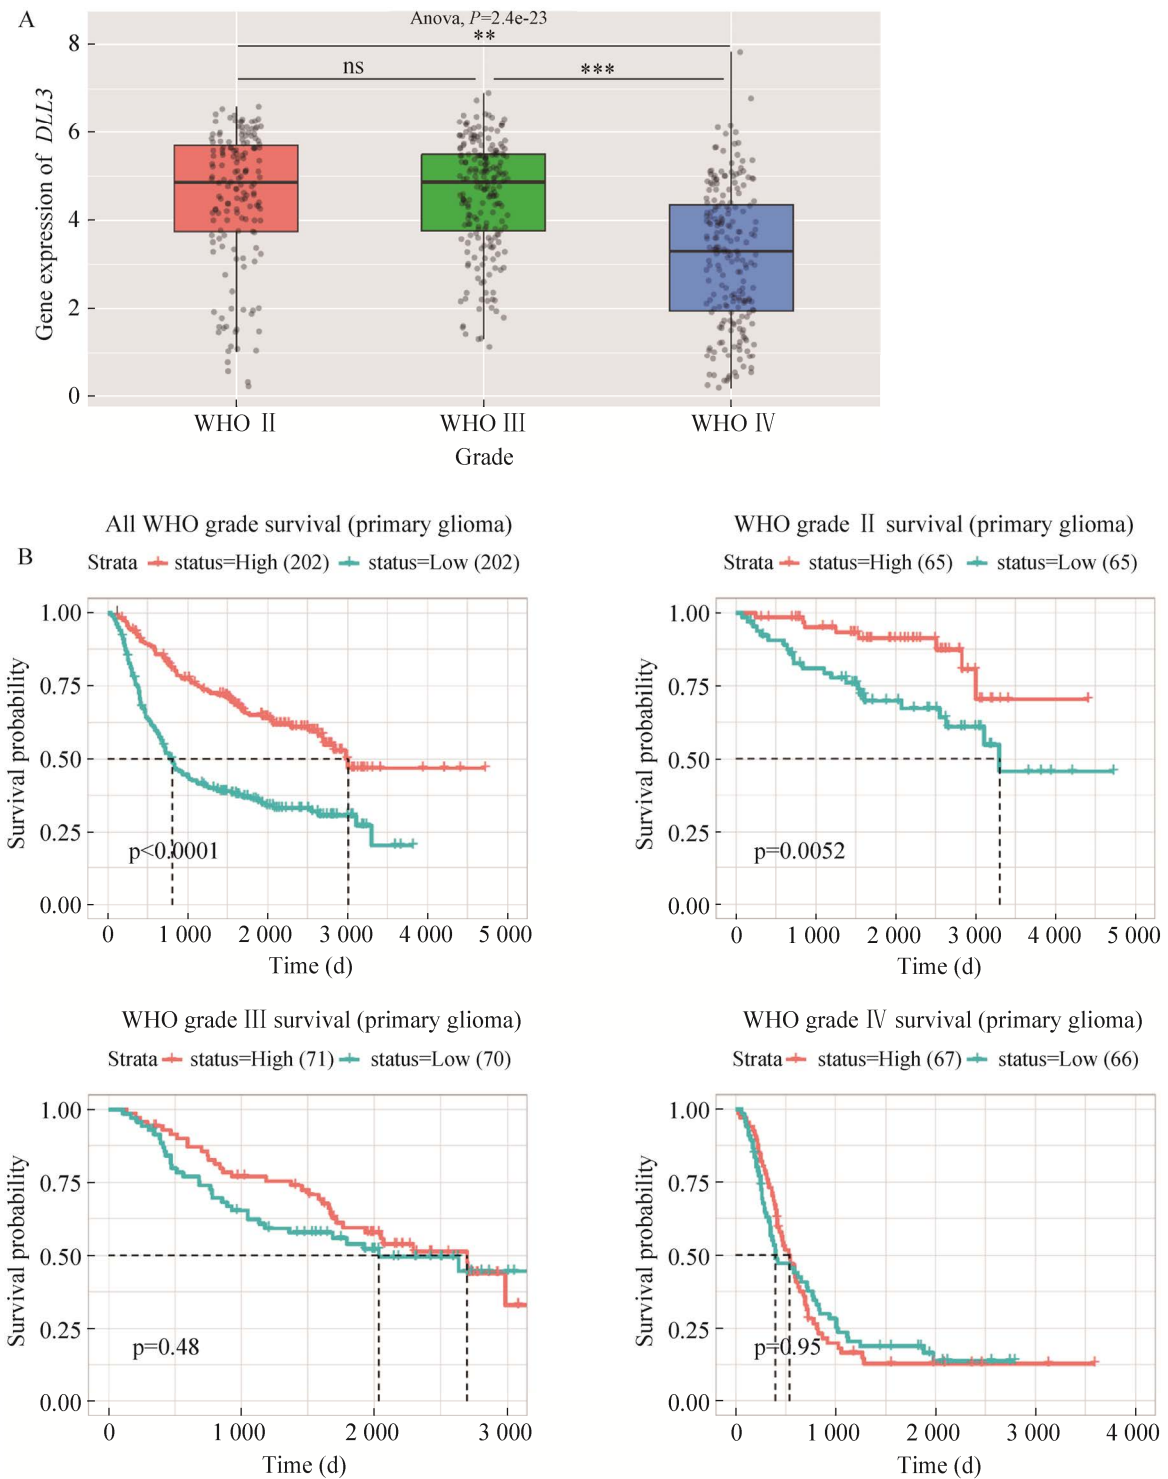 A
Anova, P=2.4e-23
**
ns
***
8
6
4
2
0
Gene expression of DLL3
WHO Ⅱ
WHO Ⅲ
WHO Ⅳ
Grade
B
All WHO grade survival (primary glioma)
Strata status=High (202) status=Low (202)
1.00
0.75
0.50
0.25
0.00
Survival probability
p<0.0001
0 1 000 2 000 3 000 4 000 5 000
Time (d)
WHO grade Ⅱ survival (primary glioma)
Strata status=High (65) status=Low (65)
1.00
0.75
0.50
0.25
0.00
Survival probability
p=0.0052
0 1 000 2 000 3 000 4 000 5 000
Time (d)
WHO grade Ⅲ survival (primary glioma)
Strata status=High (71) status=Low (70)
1.00
0.75
0.50
0.25
0.00
Survival probability
p=0.48
0 1 000 2 000 3 000
Time (d)
WHO grade Ⅳ survival (primary glioma)
Strata status=High (67) status=Low (66)
1.00
0.75
0.50
0.25
0.00
Survival probability
p=0.95
0 1 000 2 000 3 000 4 000
Time (d)